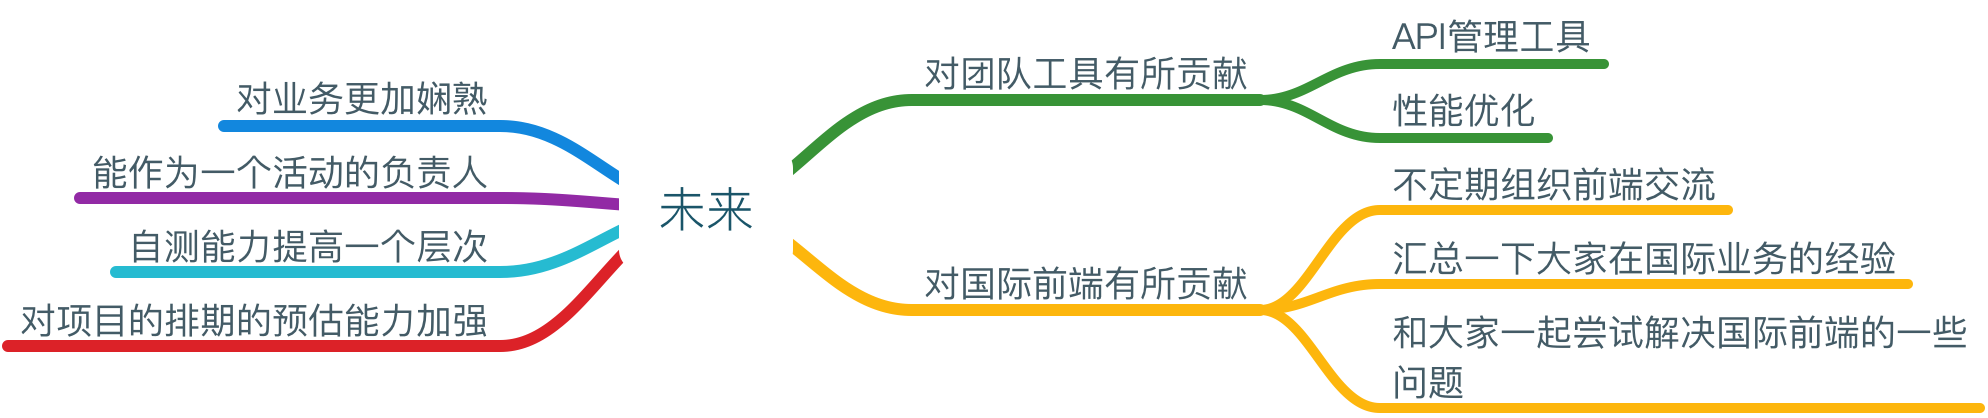 未来
对团队工具有所贡献
API管理工具
性能优化
对国际前端有所贡献
不定期组织前端交流
汇总一下大家在国际业务的经验
和大家一起尝试解决国际前端的一些
问题
对业务更加娴熟
能作为一个活动的负责人
自测能力提高一个层次
对项目的排期的预估能力加强